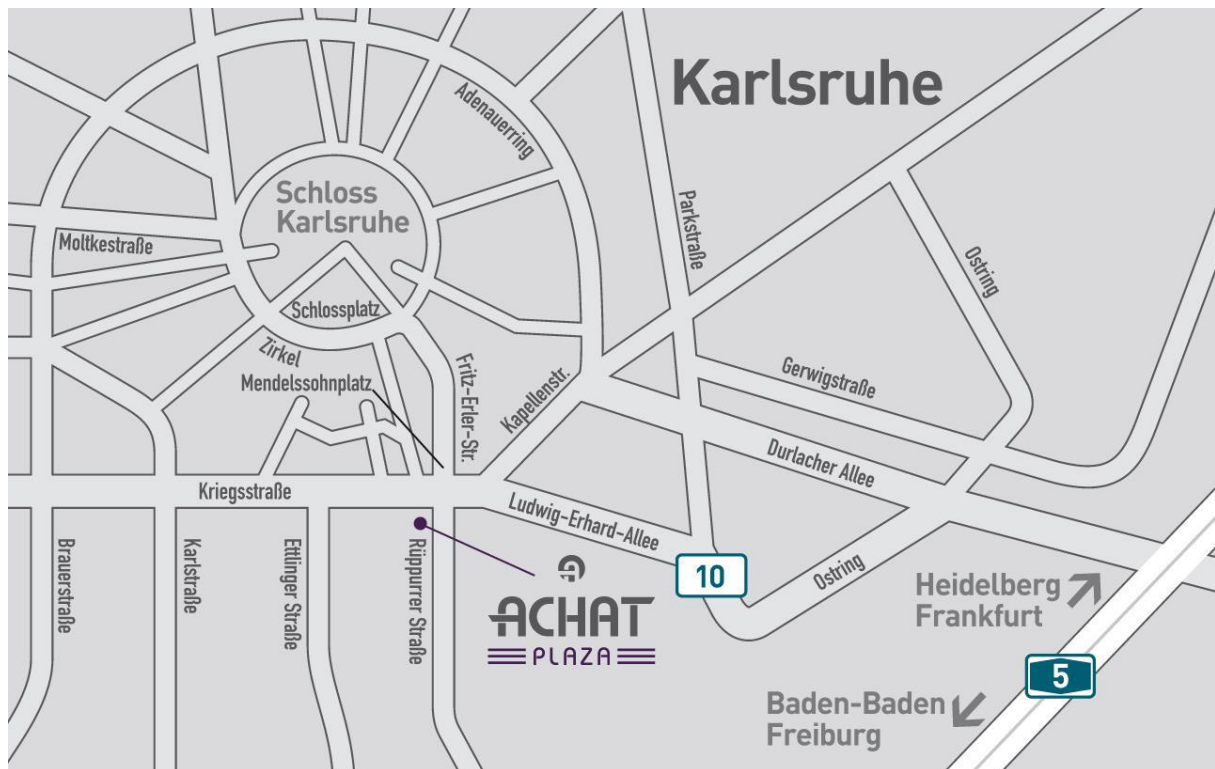 Karlsruhe
Adenauerring
Schloss
Karlsruhe
Parkstraße
Moltkestraße
Ostring
Schlossplatz
Zirkel
Mendelssohnplatz
Fritz-Erler-Str.
Kapellenstr.
Gerwigstraße
Durlacher Allee
Kriegsstraße
Ludwig-Erhard-Allee
Brauerstraße
Karlstraße
Ettlinger Straße
Rüppurrer Straße
10
Ostring
Heidelberg
Frankfurt
ACHAT
PLAZA
5
Baden-Baden
Freiburg